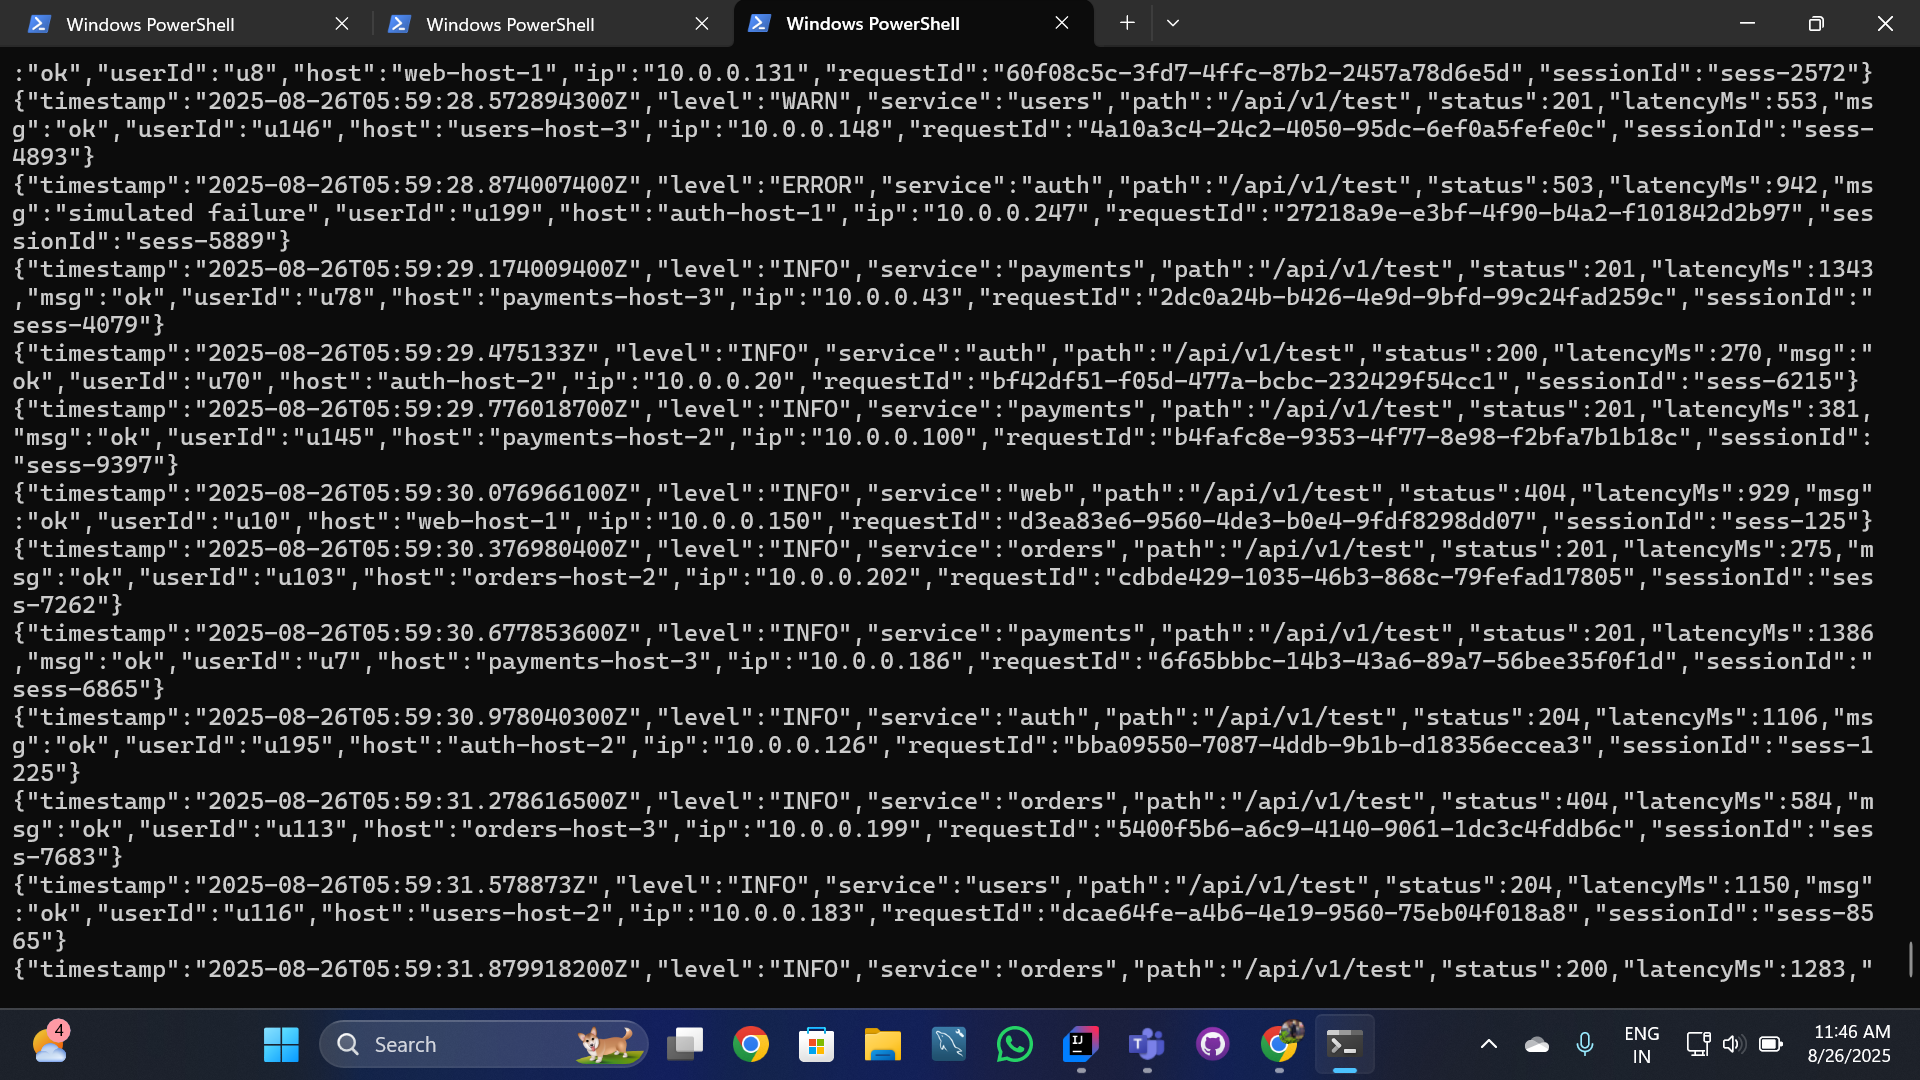 Windows PowerShell
Windows PowerShell
Windows PowerShell
:"ok","userId":"u8","host":"web-host-1","ip":"10.0.0.131","requestId":"60f08c5c-3fd7-4ffc-87b2-2457a78d6e5d","sessionId":"sess-2572"}
{"timestamp":"2025-08-26T05:59:28.572894300Z","level":"WARN","service":"users","path":"/api/v1/test","status":201,"latencyMs":553,"ms
g":"ok","userId":"u146","host":"users-host-3","ip":"10.0.0.148","requestId":"4a10a3c4-24c2-4050-95dc-6ef0a5fefe0c","sessionId":"sess-
4893"}
{"timestamp":"2025-08-26T05:59:28.874007400Z","level":"ERROR","service":"auth","path":"/api/v1/test","status":503,"latencyMs":942,"ms
g":"simulated failure","userId":"u199","host":"auth-host-1","ip":"10.0.0.247","requestId":"27218a9e-e3bf-4f90-b4a2-f101842d2b97","ses
sionId":"sess-5889"}
{"timestamp":"2025-08-26T05:59:29.174009400Z","level":"INFO","service":"payments","path":"/api/v1/test","status":201,"latencyMs":1343
,"msg":"ok","userId":"u78","host":"payments-host-3","ip":"10.0.0.43","requestId":"2dc0a24b-b426-4e9d-9bfd-99c24fad259c","sessionId":"
sess-4079"}
{"timestamp":"2025-08-26T05:59:29.475133Z","level":"INFO","service":"auth","path":"/api/v1/test","status":200,"latencyMs":270,"msg":"
ok","userId":"u70","host":"auth-host-2","ip":"10.0.0.20","requestId":"bf42df51-f05d-477a-bcbc-232429f54cc1","sessionId":"sess-6215"}
{"timestamp":"2025-08-26T05:59:29.776018700Z","level":"INFO","service":"payments","path":"/api/v1/test","status":201,"latencyMs":381,
"msg":"ok","userId":"u145","host":"payments-host-2","ip":"10.0.0.100","requestId":"b4fafc8e-9353-4f77-8e98-f2bfa7b1b18c","sessionId":
"sess-9397"}
{"timestamp":"2025-08-26T05:59:30.076966100Z","level":"INFO","service":"web","path":"/api/v1/test","status":404,"latencyMs":929,"msg"
:"ok","userId":"u10","host":"web-host-1","ip":"10.0.0.150","requestId":"d3ea83e6-9560-4de3-b0e4-9fdf8298dd07","sessionId":"sess-125"}
{"timestamp":"2025-08-26T05:59:30.376980400Z","level":"INFO","service":"orders","path":"/api/v1/test","status":201,"latencyMs":275,"m
sg":"ok","userId":"u103","host":"orders-host-2","ip":"10.0.0.202","requestId":"cdbde429-1035-46b3-868c-79fefad17805","sessionId":"ses
s-7262"}
{"timestamp":"2025-08-26T05:59:30.677853600Z","level":"INFO","service":"payments","path":"/api/v1/test","status":201,"latencyMs":1386
,"msg":"ok","userId":"u7","host":"payments-host-3","ip":"10.0.0.186","requestId":"6f65bbbc-14b3-43a6-89a7-56bee35f0f1d","sessionId":"
sess-6865"}
{"timestamp":"2025-08-26T05:59:30.978040300Z","level":"INFO","service":"auth","path":"/api/v1/test","status":204,"latencyMs":1106,"ms
g":"ok","userId":"u195","host":"auth-host-2","ip":"10.0.0.126","requestId":"bba09550-7087-4ddb-9b1b-d18356eccea3","sessionId":"sess-1
225"}
{"timestamp":"2025-08-26T05:59:31.278616500Z","level":"INFO","service":"orders","path":"/api/v1/test","status":404,"latencyMs":584,"m
sg":"ok","userId":"u113","host":"orders-host-3","ip":"10.0.0.199","requestId":"5400f5b6-a6c9-4140-9061-1dc3c4fddb6c","sessionId":"ses
s-7683"}
{"timestamp":"2025-08-26T05:59:31.578873Z","level":"INFO","service":"users","path":"/api/v1/test","status":204,"latencyMs":1150,"msg"
:"ok","userId":"u116","host":"users-host-2","ip":"10.0.0.183","requestId":"dcae64fe-a4b6-4e19-9560-75eb04f018a8","sessionId":"sess-85
65"}
{"timestamp":"2025-08-26T05:59:31.879918200Z","level":"INFO","service":"orders","path":"/api/v1/test","status":200,"latencyMs":1283,"
4
Search
IJ
T
ENG
IN
11:46 AM
8/26/2025